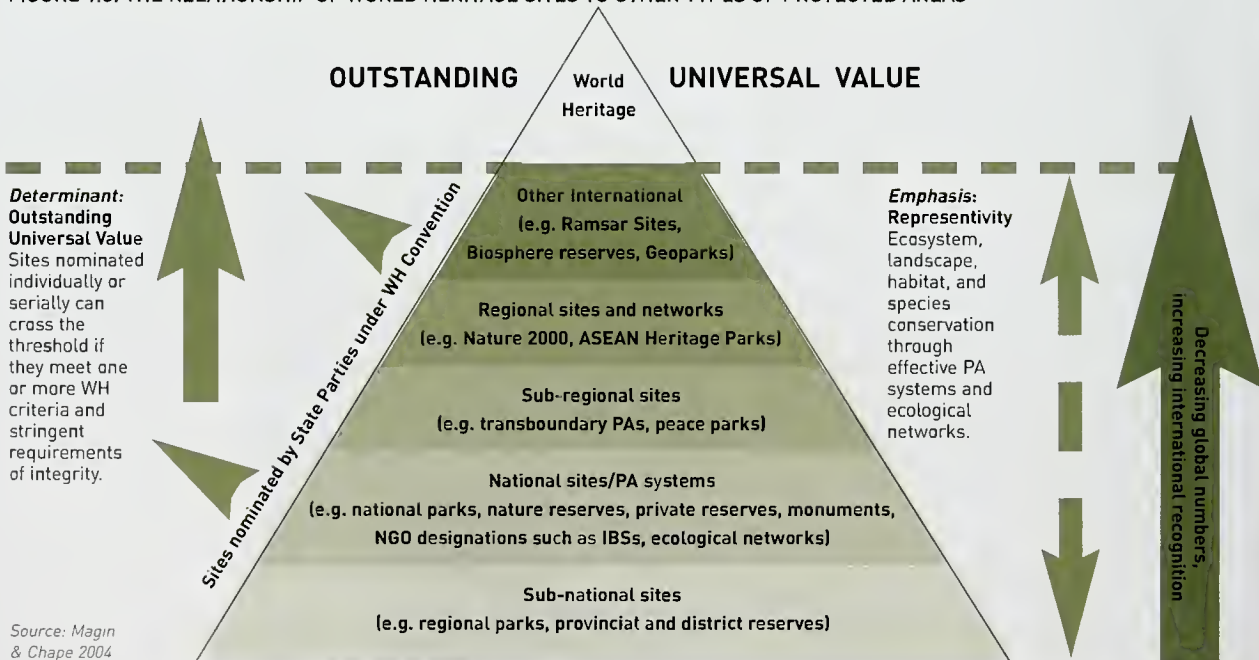 OUTSTANDING UNIVERSAL VALUE
World
Heritage
Determinant:
Outstanding
Universal Value
Sites nominated
individually or
serially can
cross the
threshold if
they meet one
or more WH
criteria and
stringent
requirements
of integrity.
Sites nominated by State Parties under WH Convention
Other International
(e.g. Ramsar Sites,
Biosphere reserves, Geoparks)
Regional sites and networks
(e.g. Nature 2000, ASEAN Heritage Parks)
Sub-regional sites
(e.g. transboundary PAs, peace parks)
National sites/PA systems
(e.g. national parks, nature reserves, private reserves, monuments,
NGO designations such as IBSs, ecological networks)
Sub-national sites
(e.g. regional parks, provincial and district reserves)
Emphasis:
Representivity
Ecosystem,
landscape,
habitat, and
species
conservation
through
effective PA
systems and
ecological
networks.
Decreasing global numbers,
increasing international recognition
Source: Magin
& Chape 2004